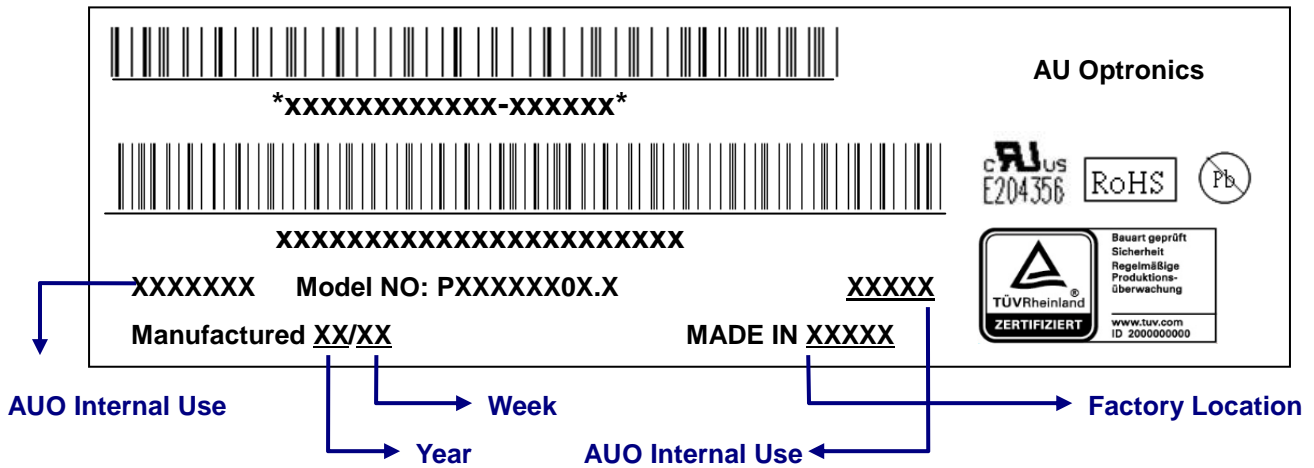 AU Optronics
*xxxxxxxxxxxx-xxxxxx*
c RU us
E204356
RoHS
Pb
xxxxxxxxxxxxxxxxxxxxxxx
XXXXXXX Model NO: PXXXXXX0X.X XXXXX
Manufactured XX/XX MADE IN XXXXX
TÜVRheinland®
ZERTIFIZIERT
Bauart geprüft
Sicherheit
Regelmäßige
Produktions-
überwachung
www.tuv.com
ID 2000000000
AUO Internal Use
Week
Factory Location
Year
AUO Internal Use